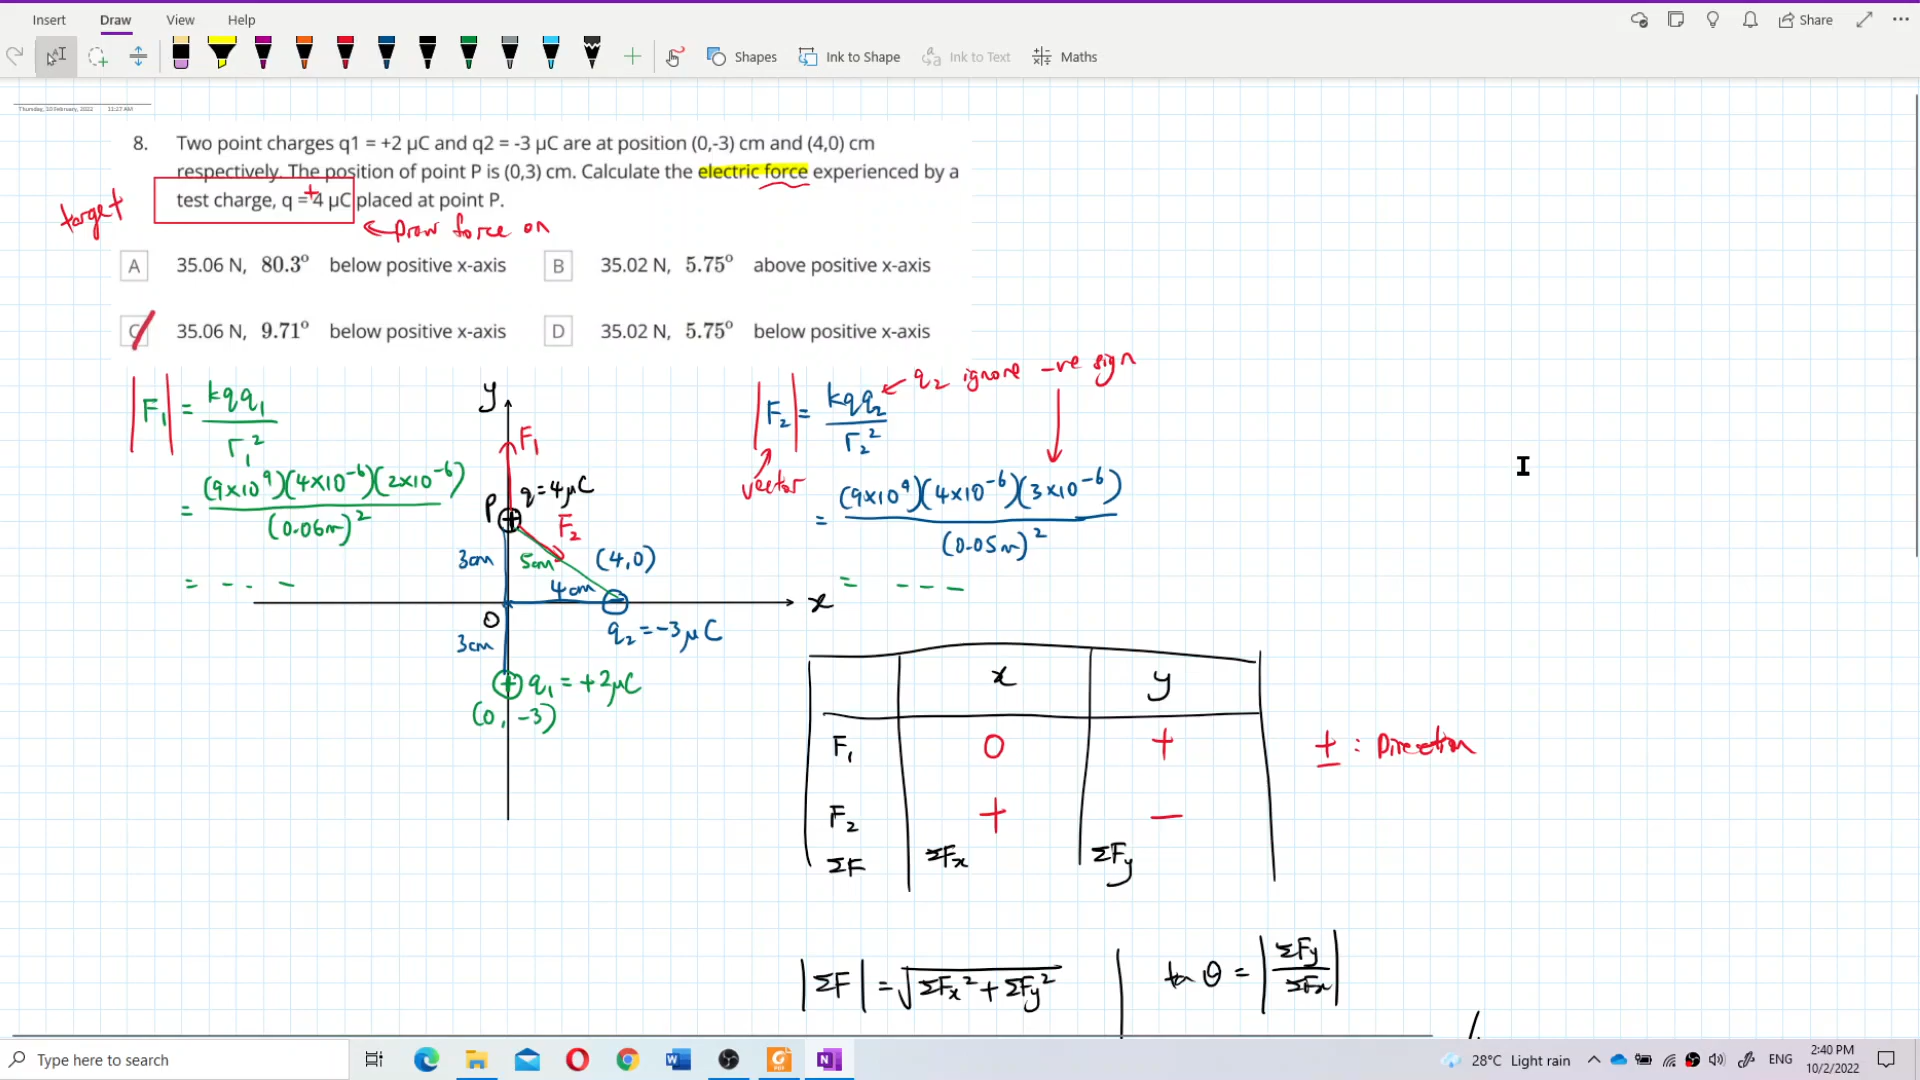 Insert Draw View Help
Share
Shapes Ink to Shape Ink to Text Maths
Thursday, 10 February, 2022 11:27 AM
8. Two point charges q1 = +2 μC and q2 = -3 μC are at position (0,-3) cm and (4,0) cm
respectively. The position of point P is (0,3) cm. Calculate the electric force experienced by a
test charge, q = +4 μC placed at point P.
target
← Draw force on
A 35.06 N, 80.3° below positive x-axis
B 35.02 N, 5.75° above positive x-axis
C 35.06 N, 9.71° below positive x-axis
D 35.02 N, 5.75° below positive x-axis
|F₁| = kqq₁ / r₁²
= (9×10⁹)(4×10⁻⁶)(2×10⁻⁶) / (0.06m)²
= - - - -
y
F₁
P q=4μC
F₂
3cm 5cm (4,0)
4cm
O x
q₂ = -3μC
3cm
+ q₁ = +2μC
(0, -3)
|F₂| = kqq₂ / r₂² ← q₂ ignore -ve sign
vector
= (9×10⁹)(4×10⁻⁶)(3×10⁻⁶) / (0.05m)²
= - - -
x y
F₁ 0 +
F₂ + -
ΣF ΣFx ΣFy
± : Direction
|ΣF| = √ΣFx² + ΣFy²
tan θ = |ΣFy / ΣFx|
Type here to search
28°C Light rain
ENG
2:40 PM
10/2/2022